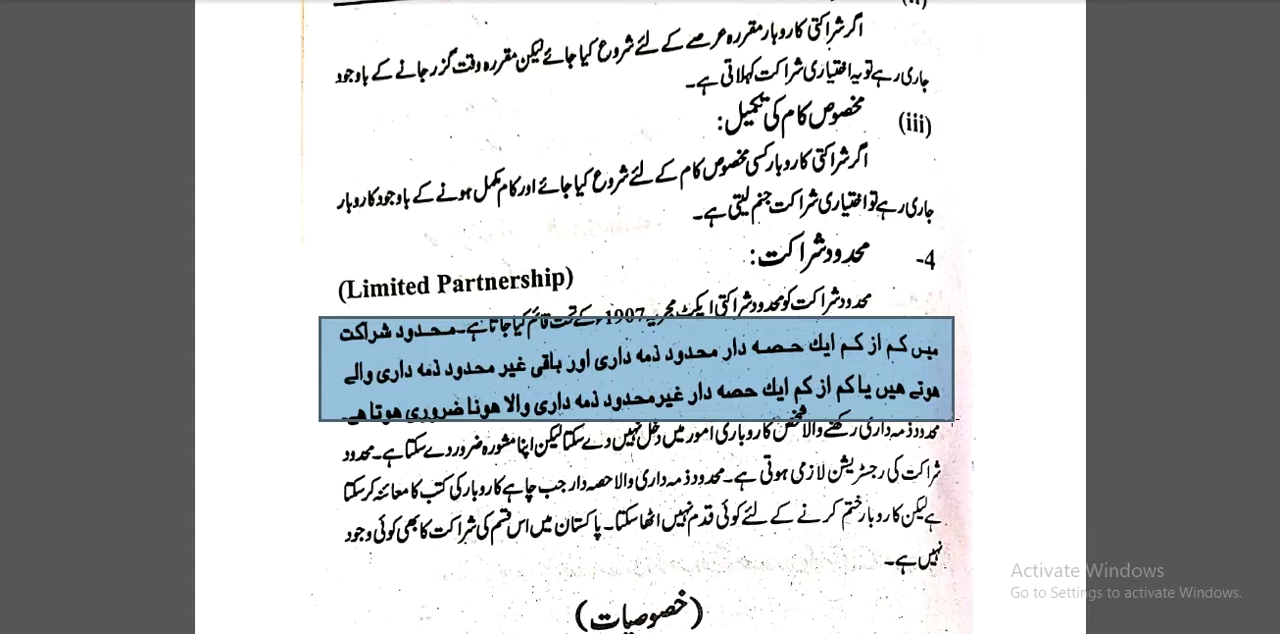 اگر شراکتی کاروبار مقررہ عرصے کے لئے شروع کیا جائے لیکن مقررہ وقت گزر جانے کے باوجود
جاری رہے تو یہ اختیاری شراکت کہلاتی ہے۔
(iii) مخصوص کام کی تکمیل:
اگر شراکتی کاروبار کسی مخصوص کام کے لئے شروع کیا جائے اور کام مکمل ہونے کے باوجود کاروبار
جاری رہے تو اختیاری شراکت جنم لیتی ہے۔
4- محدود شراکت:
(Limited Partnership)
محدود شراکت کو محدود شراکتی ایکٹ مجریہ 1907ء کے تحت قائم کیا جاتا ہے۔ محدود شراکت
میں کم از کم ایک حصہ دار محدود ذمہ داری اور باقی غیر محدود ذمہ داری والے
ہوتے ہیں یا کم از کم ایک حصہ دار غیر محدود ذمہ داری والا ہونا ضروری ہوتا ہے۔
محدود ذمہ داری رکھنے والا شخص کاروباری امور میں دخل نہیں دے سکتا لیکن اپنا مشورہ ضرور دے سکتا ہے۔ محدود
شراکت کی رجسٹریشن لازمی ہوتی ہے۔ محدود ذمہ داری والا حصہ دار جب چاہے کاروبار کی کتب کا معائنہ کر سکتا
ہے لیکن کاروبار ختم کرنے کے لئے کوئی قدم نہیں اٹھا سکتا۔ پاکستان میں اس قسم کی شراکت کا بھی کوئی وجود
نہیں ہے۔
(خصوصیات)
Activate Windows
Go to Settings to activate Windows.